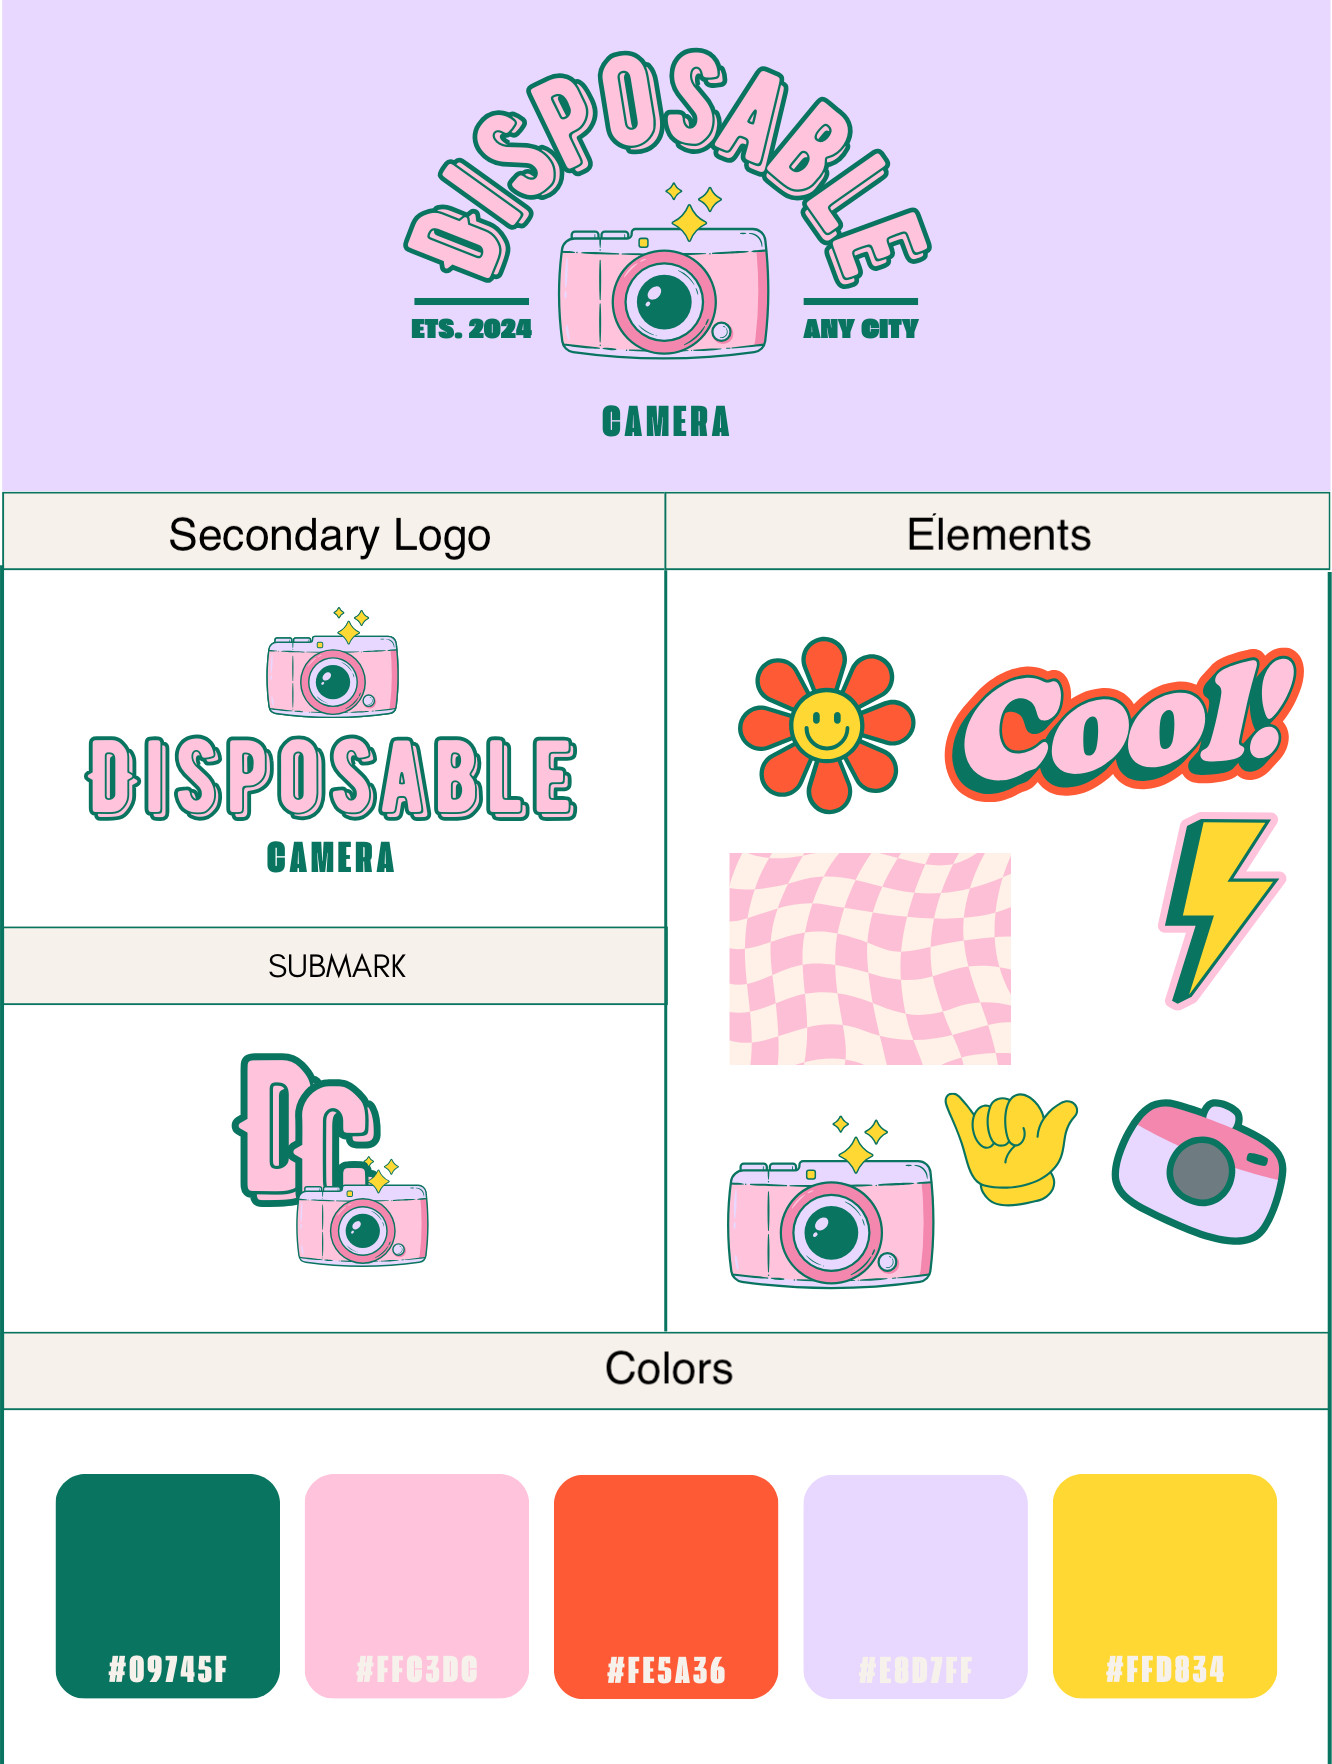 DISPOSABLE
ETS. 2024
ANY CITY
CAMERA
Secondary Logo
Elements
DISPOSABLE
CAMERA
Cool!
SUBMARK
DC
Colors
#09745F
#FFC3DC
#FE5A36
#E8D7FF
#FFD834